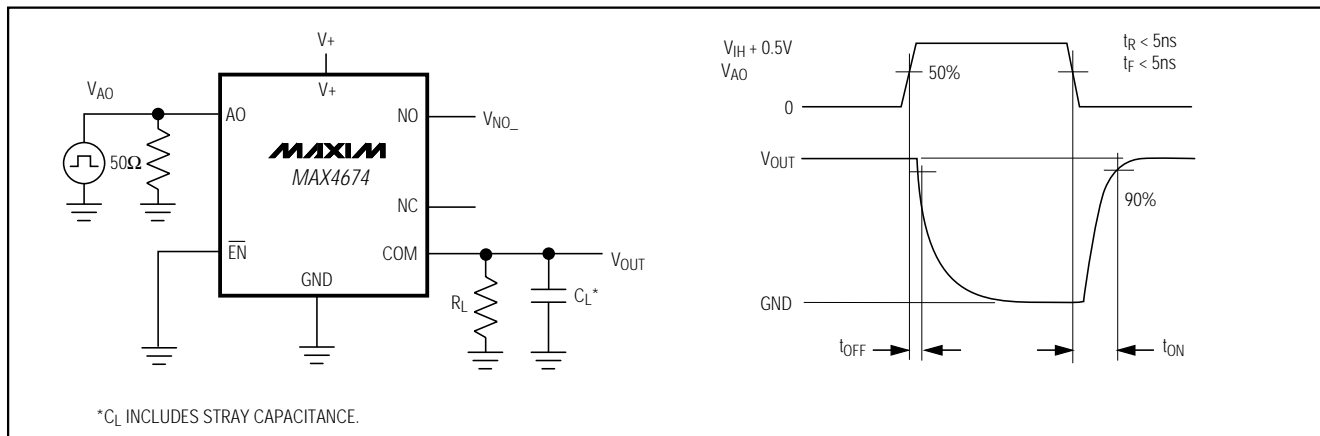 V+
V+
VAO
AO
50Ω
NO
VNO_
MAXIM
MAX4674
NC
EN
COM
VOUT
GND
RL
CL*
*CL INCLUDES STRAY CAPACITANCE.
VIH + 0.5V
VAO
50%
tR < 5ns
tF < 5ns
0
VOUT
90%
GND
tOFF
tON